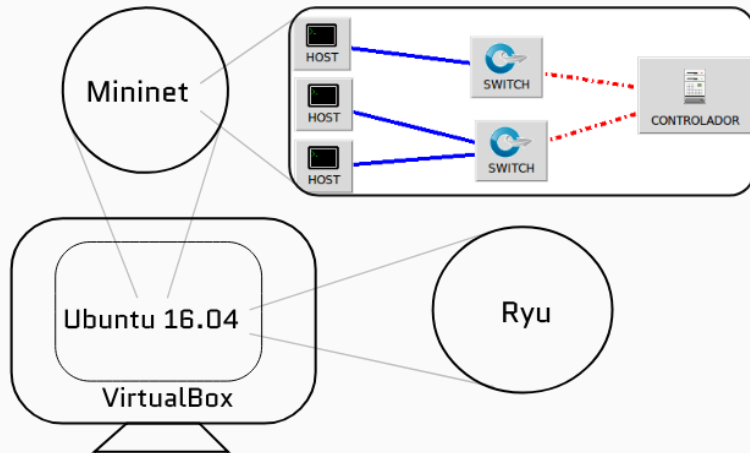 Mininet
HOST
HOST
HOST
SWITCH
SWITCH
CONTROLADOR
Ubuntu 16.04
VirtualBox
Ryu